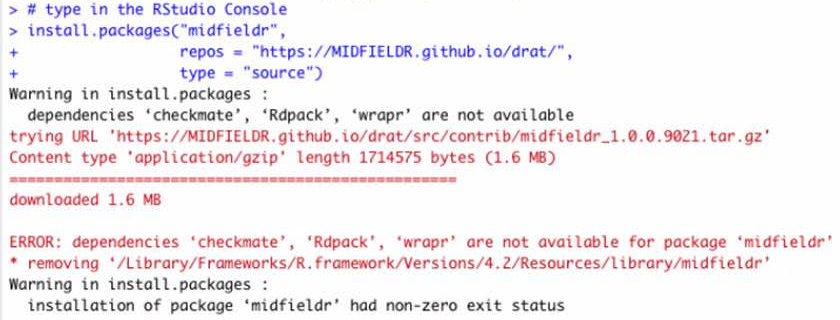 > # type in the RStudio Console
> install.packages("midfieldr",
+                  repos = "https://MIDFIELDR.github.io/drat/",
+                  type = "source")
Warning in install.packages :
  dependencies ‘checkmate’, ‘Rdpack’, ‘wrapr’ are not available
trying URL 'https://MIDFIELDR.github.io/drat/src/contrib/midfieldr_1.0.0.9021.tar.gz'
Content type 'application/gzip' length 1714575 bytes (1.6 MB)
==================================================
downloaded 1.6 MB

ERROR: dependencies ‘checkmate’, ‘Rdpack’, ‘wrapr’ are not available for package ‘midfieldr’
* removing ‘/Library/Frameworks/R.framework/Versions/4.2/Resources/library/midfieldr’
Warning in install.packages :
  installation of package ‘midfieldr’ had non-zero exit status